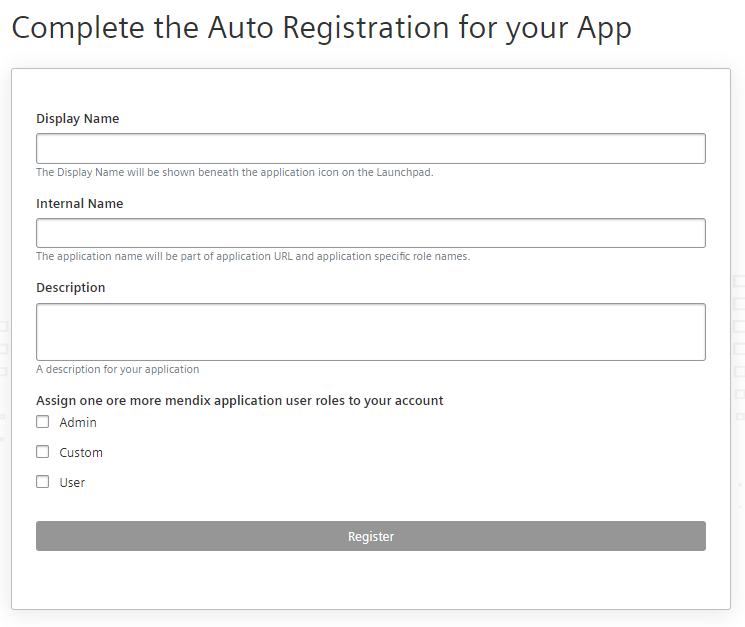 Complete the Auto Registration for your App
Display Name
The Display Name will be shown beneath the application icon on the Launchpad.
Internal Name
The application name will be part of application URL and application specific role names.
Description
A description for your application
Assign one ore more mendix application user roles to your account
Admin
Custom
User
Register